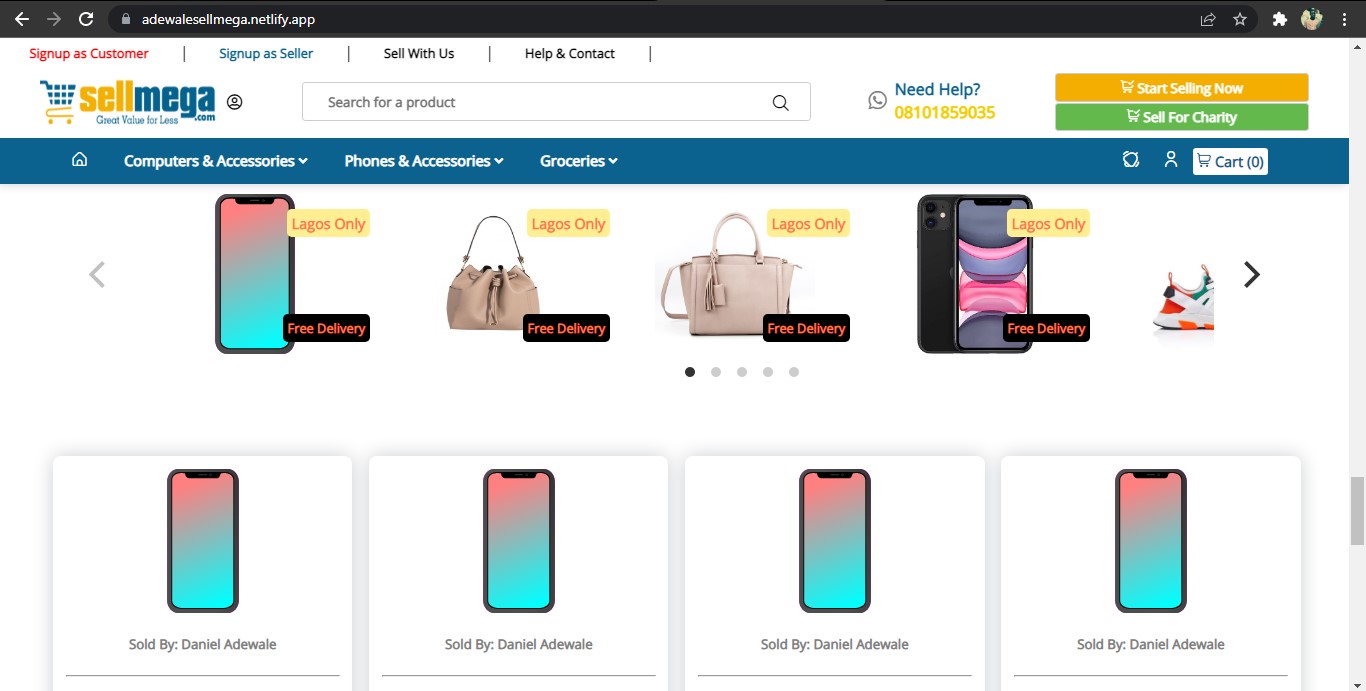 adewalesellmega.netlify.app
Signup as Customer | Signup as Seller | Sell With Us | Help & Contact |
sellmega.com
Great Value for Less
Search for a product
Need Help?
08101859035
Start Selling Now
Sell For Charity
Computers & Accessories Phones & Accessories Groceries Cart (0)
Lagos Only Lagos Only Lagos Only Lagos Only
Free Delivery Free Delivery Free Delivery Free Delivery
Sold By: Daniel Adewale Sold By: Daniel Adewale Sold By: Daniel Adewale Sold By: Daniel Adewale